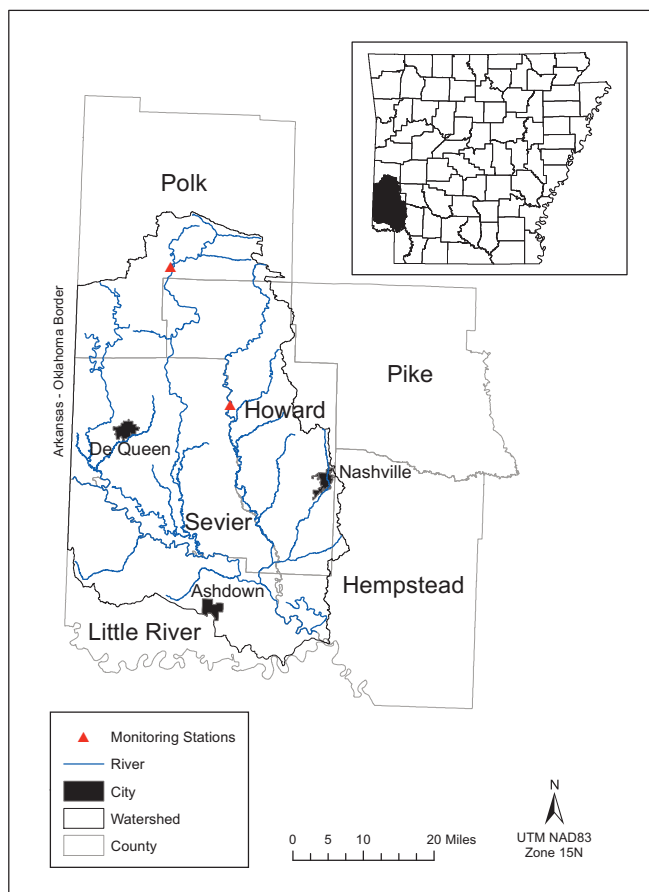 Polk
Arkansas - Oklahoma Border
Pike
Howard
De Queen
Nashville
Sevier
Hempstead
Ashdown
Little River
Monitoring Stations
River
City
Watershed
County
0 5 10 20 Miles
N
UTM NAD83
Zone 15N